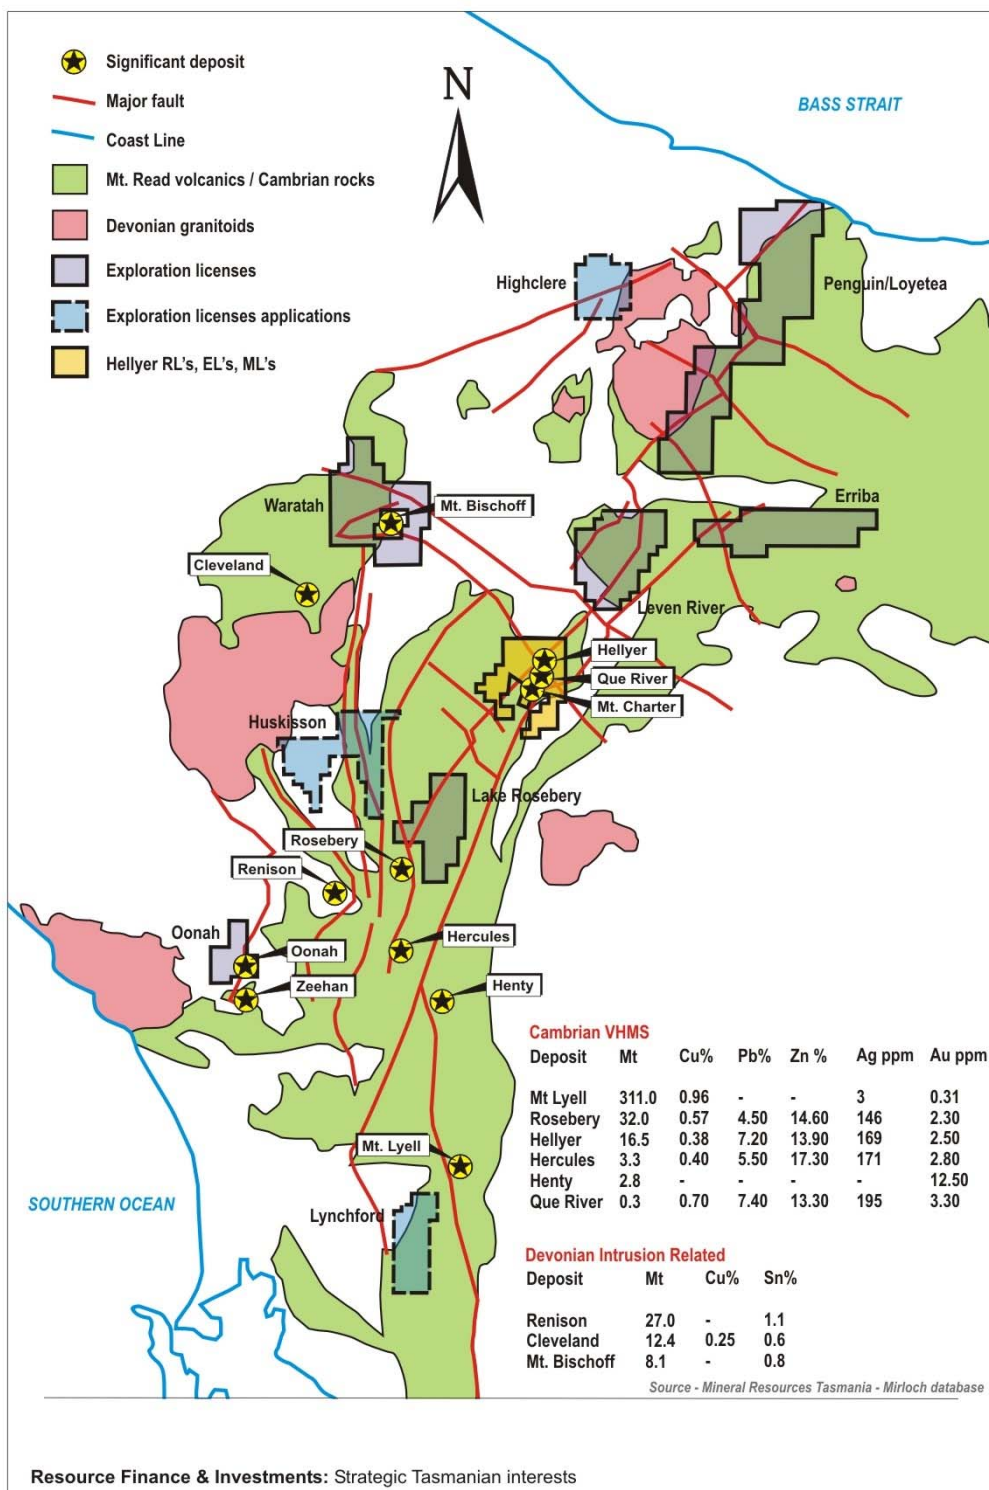 Significant deposit
Major fault
Coast Line
Mt. Read volcanics / Cambrian rocks
Devonian granitoids
Exploration licenses
Exploration licenses applications
Hellyer RL's, EL's, ML's
N
BASS STRAIT
Highclere
Penguin/Loyetea
Waratah
Mt. Bischoff
Erriba
Cleveland
Leven River
Hellyer
Que River
Mt. Charter
Huskisson
Lake Rosebery
Rosebery
Renison
Oonah
Oonah
Hercules
Zeehan
Henty
Mt. Lyell
SOUTHERN OCEAN
Lynchford
Cambrian VHMS
Deposit Mt Cu% Pb% Zn % Ag ppm Au ppm
Mt Lyell 311.0 0.96 - - 3 0.31
Rosebery 32.0 0.57 4.50 14.60 146 2.30
Hellyer 16.5 0.38 7.20 13.90 169 2.50
Hercules 3.3 0.40 5.50 17.30 171 2.80
Henty 2.8 - - - - 12.50
Que River 0.3 0.70 7.40 13.30 195 3.30
Devonian Intrusion Related
Deposit Mt Cu% Sn%
Renison 27.0 - 1.1
Cleveland 12.4 0.25 0.6
Mt. Bischoff 8.1 - 0.8
Source - Mineral Resources Tasmania - Mirloch database
Resource Finance & Investments: Strategic Tasmanian interests